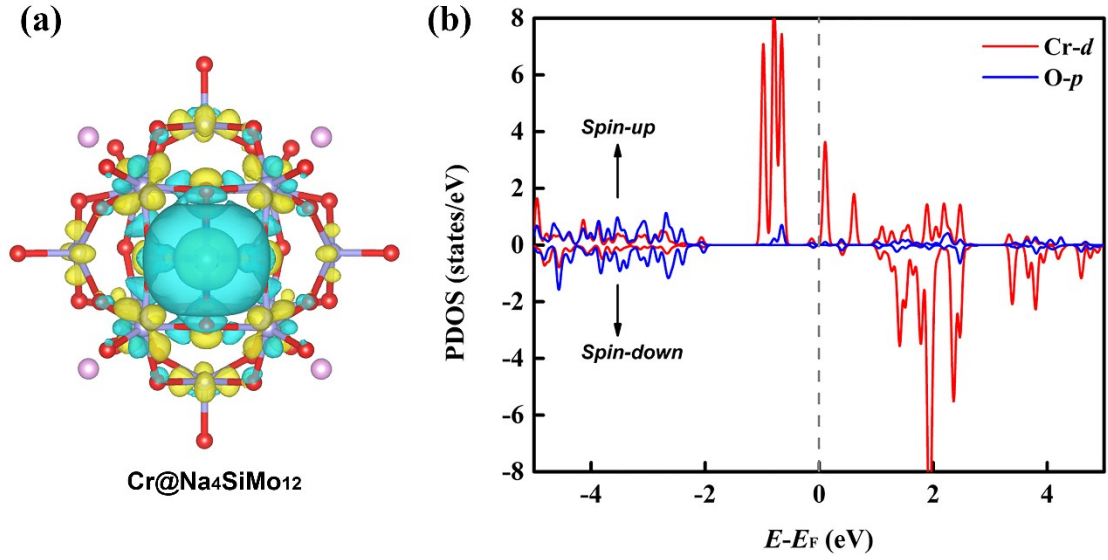 (a)
Cr@Na₄SiMo₁₂
(b)
8
6
4
2
0
-2
-4
-6
-8
PDOS (states/eV)
Spin-up
Spin-down
Cr-d
O-p
-4
-2
0
2
4
E-EF (eV)